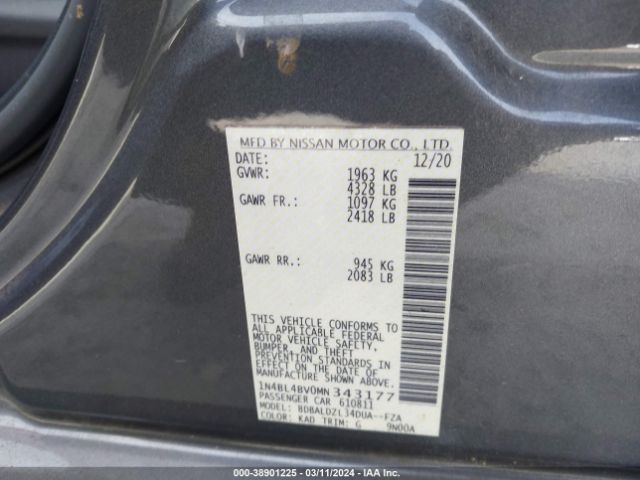 MFD BY NISSAN MOTOR CO., LTD.
DATE: 12/20
GVWR: 1963 KG
4328 LB
GAWR FR.: 1097 KG
2418 LB
GAWR RR.: 945 KG
2083 LB
THIS VEHICLE CONFORMS TO
ALL APPLICABLE FEDERAL
MOTOR VEHICLE SAFETY,
BUMPER, AND THEFT
PREVENTION STANDARDS IN
EFFECT ON THE DATE OF
MANUFACTURE SHOWN ABOVE.
1N4BL4BV0MN343177
PASSENGER CAR 610811
MODEL: BDBALDZL34DUA--FZA
COLOR: KAD TRIM: G 9N00A
000-38901225 - 03/11/2024 - IAA Inc.